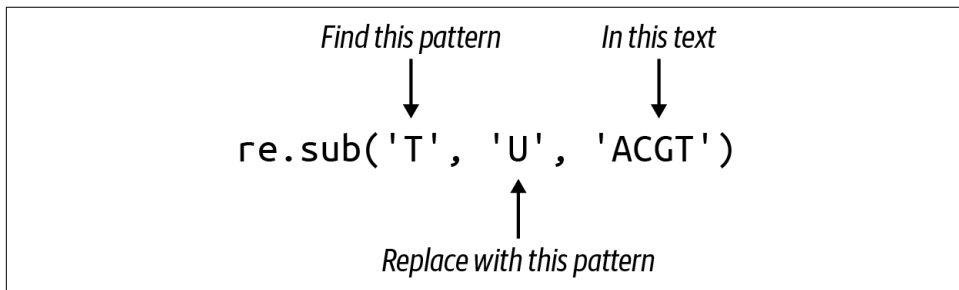 Find this pattern In this text
re.sub('T', 'U', 'ACGT')
Replace with this pattern